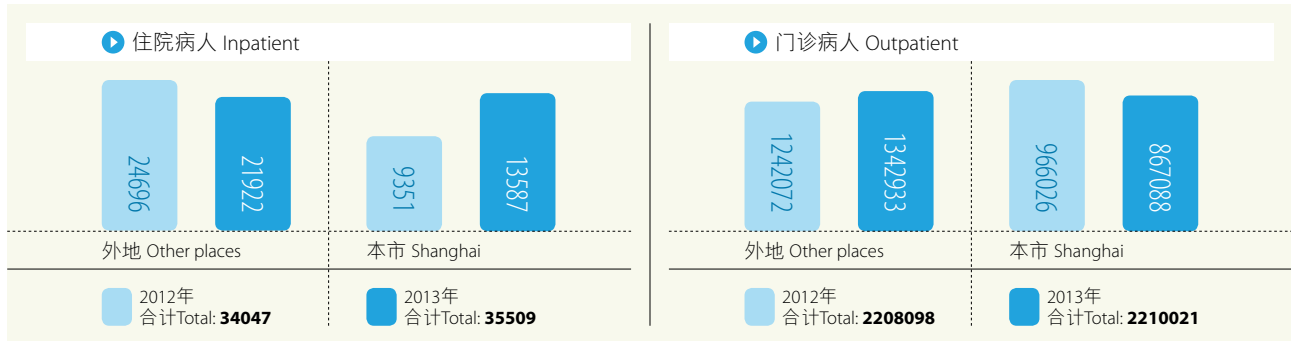 住院病人 Inpatient
24696
21922
9351
13587
外地 Other places
本市 Shanghai
2012年
合计Total: 34047
2013年
合计Total: 35509
门诊病人 Outpatient
1242072
1342933
966026
867088
外地 Other places
本市 Shanghai
2012年
合计Total: 2208098
2013年
合计Total: 2210021